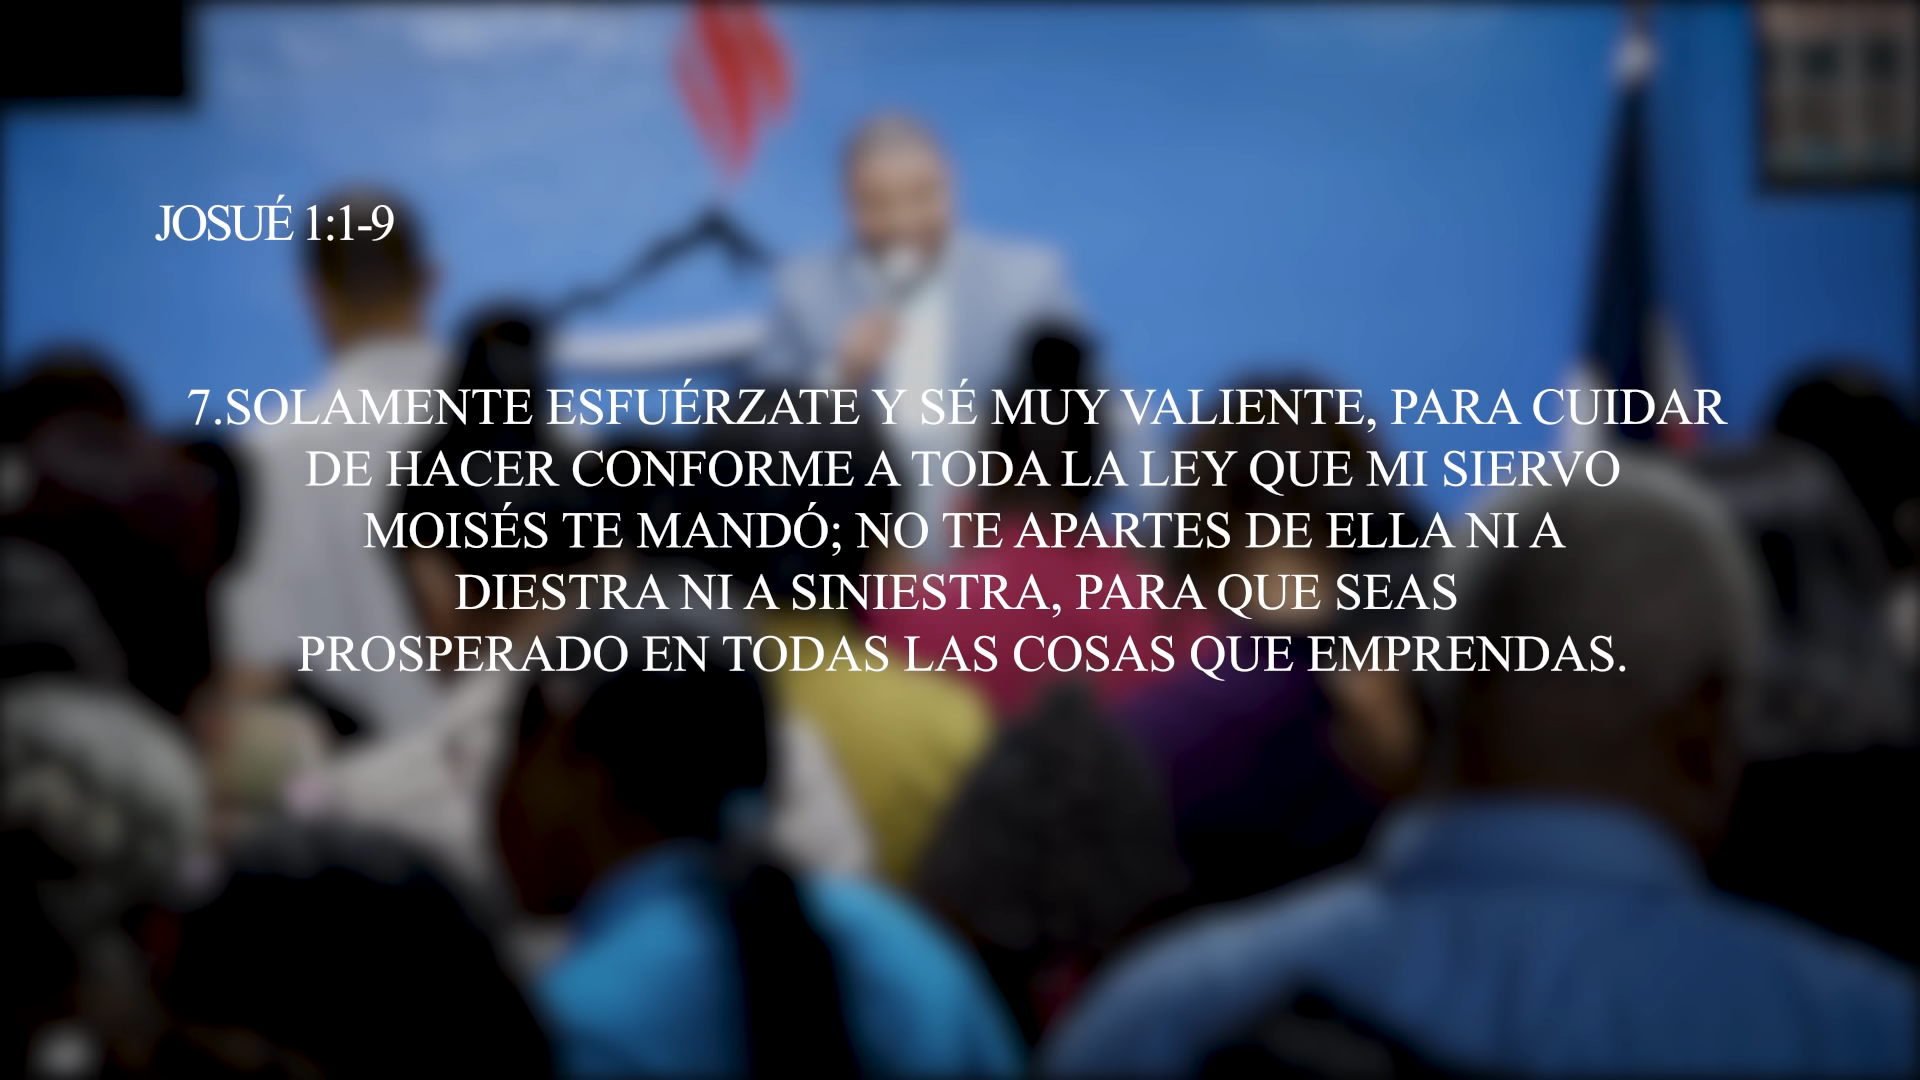 JOSUÉ 1:1-9
7.SOLAMENTE ESFUÉRZATE Y SÉ MUY VALIENTE, PARA CUIDAR
DE HACER CONFORME A TODA LA LEY QUE MI SIERVO
MOISÉS TE MANDÓ; NO TE APARTES DE ELLA NI A
DIESTRA NI A SINIESTRA, PARA QUE SEAS
PROSPERADO EN TODAS LAS COSAS QUE EMPRENDAS.